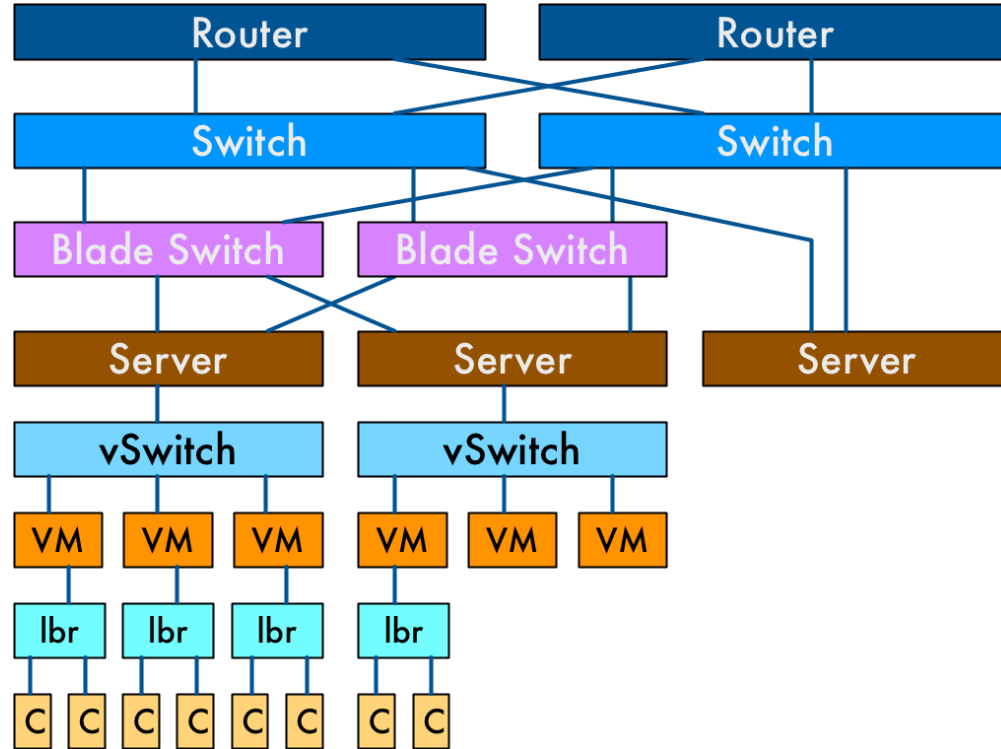 Router Router
Switch Switch
Blade Switch Blade Switch
Server Server Server
vSwitch vSwitch
VM VM VM VM VM VM
lbr lbr lbr lbr
C C C C C C C C